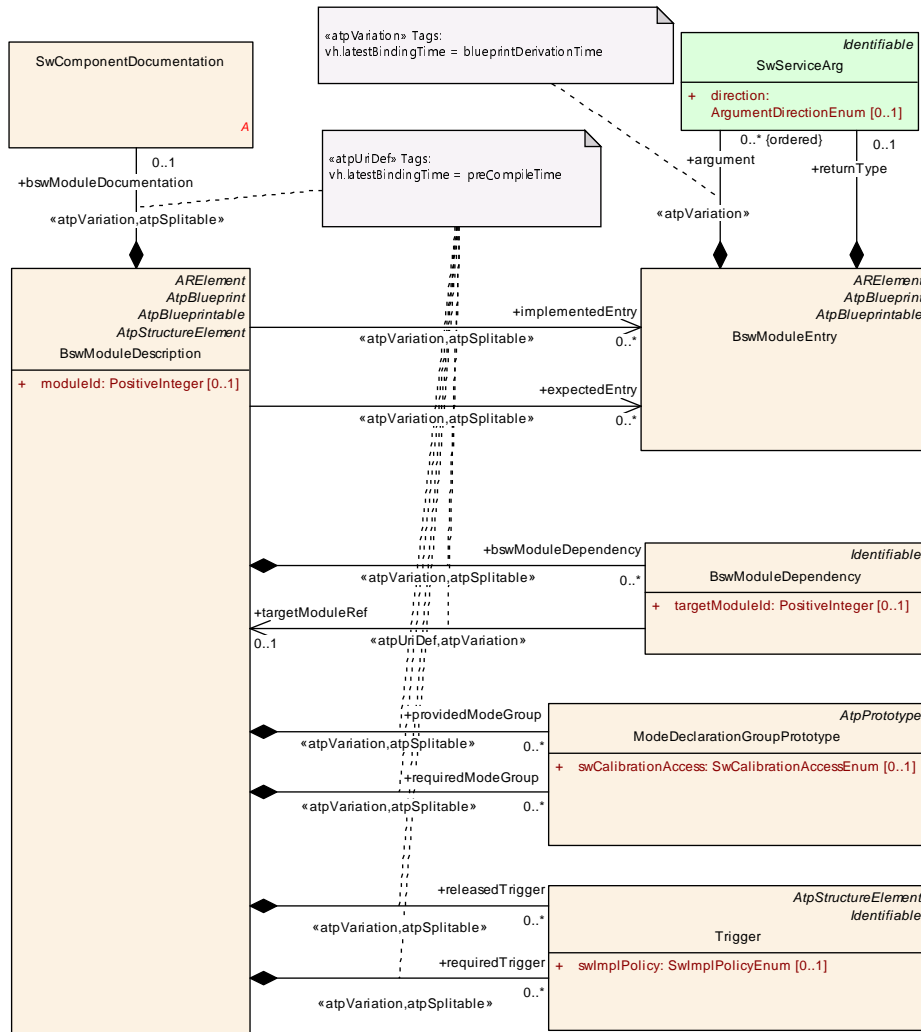 «atpVariation» Tags:
vh.latestBindingTime = blueprintDerivationTime
Identifiable
SwServiceArg
+ direction:
ArgumentDirectionEnum [0..1]
SwComponentDocumentation
A
«atpUriDef» Tags:
vh.latestBindingTime = preCompileTime
0..1
+bswModuleDocumentation
«atpVariation,atpSplitable»
0..* {ordered}
+argument
«atpVariation»
0..1
+returnType
ARElement
AtpBlueprint
AtpBlueprintable
AtpStructureElement
BswModuleDescription
+ moduleId: PositiveInteger [0..1]
ARElement
AtpBlueprint
AtpBlueprintable
BswModuleEntry
+implementedEntry
«atpVariation,atpSplitable»
0..*
+expectedEntry
«atpVariation,atpSplitable»
0..*
+bswModuleDependency
«atpVariation,atpSplitable»
0..*
Identifiable
BswModuleDependency
+ targetModuleId: PositiveInteger [0..1]
+targetModuleRef
0..1
«atpUriDef,atpVariation»
+providedModeGroup
«atpVariation,atpSplitable»
0..*
AtpPrototype
ModeDeclarationGroupPrototype
+ swCalibrationAccess: SwCalibrationAccessEnum [0..1]
+requiredModeGroup
«atpVariation,atpSplitable»
0..*
+releasedTrigger
«atpVariation,atpSplitable»
0..*
AtpStructureElement
Identifiable
Trigger
+ swImplPolicy: SwImplPolicyEnum [0..1]
+requiredTrigger
«atpVariation,atpSplitable»
0..*